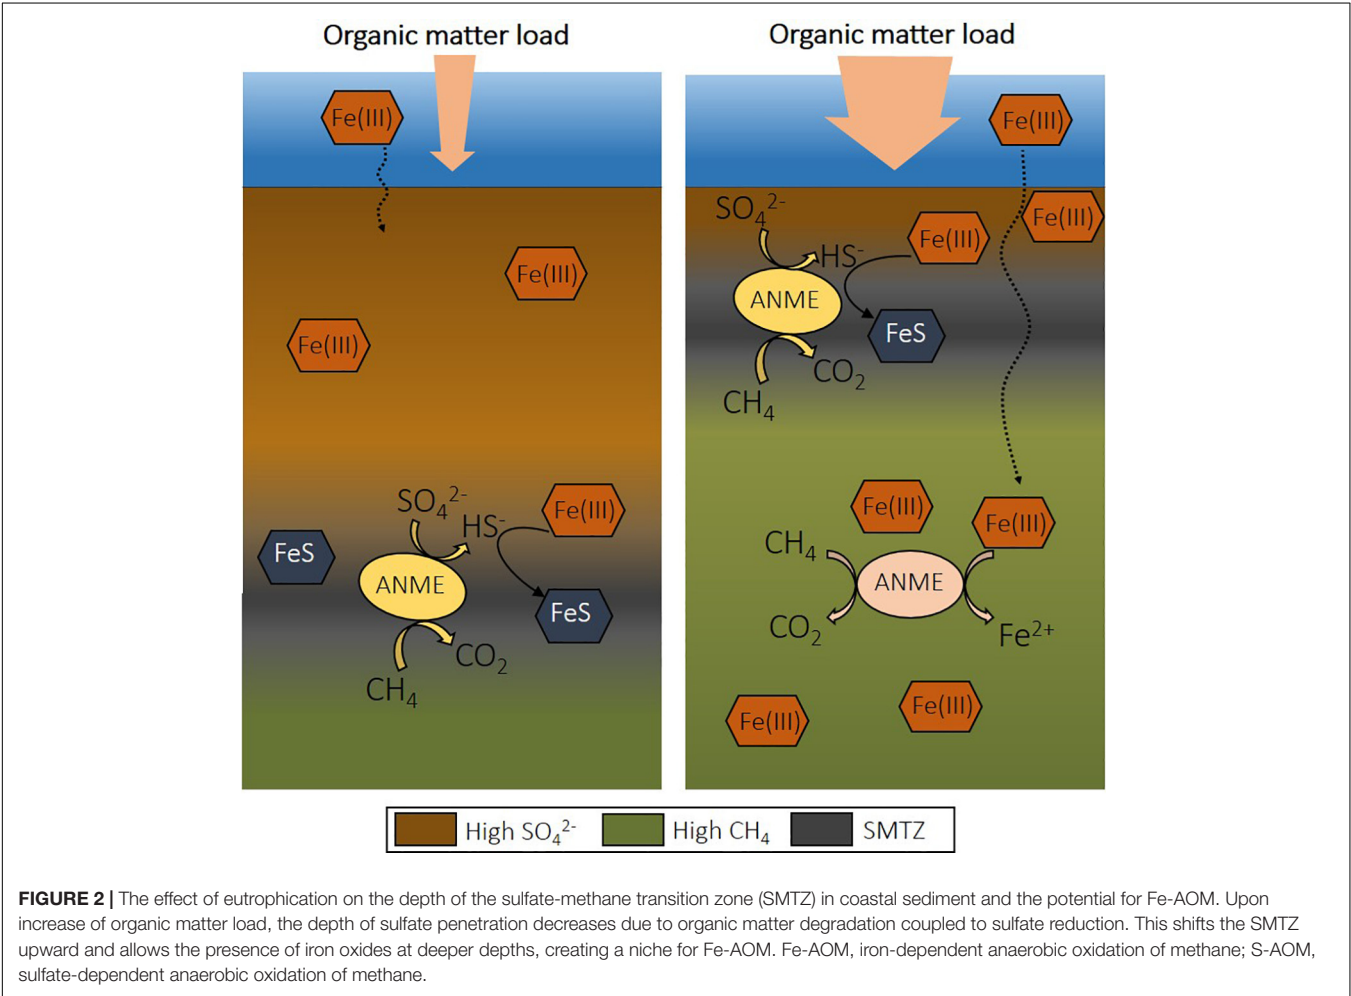 Organic matter load
Fe(III)
Fe(III)
Fe(III)
SO₄²⁻
HS⁻
Fe(III)
FeS
ANME
FeS
CO₂
CH₄
Organic matter load
Fe(III)
SO₄²⁻
Fe(III)
Fe(III)
HS⁻
ANME
FeS
CO₂
CH₄
Fe(III)
Fe(III)
CH₄
ANME
CO₂
Fe²⁺
Fe(III)
Fe(III)
High SO₄²⁻
High CH₄
SMTZ
FIGURE 2 | The effect of eutrophication on the depth of the sulfate-methane transition zone (SMTZ) in coastal sediment and the potential for Fe-AOM. Upon
increase of organic matter load, the depth of sulfate penetration decreases due to organic matter degradation coupled to sulfate reduction. This shifts the SMTZ
upward and allows the presence of iron oxides at deeper depths, creating a niche for Fe-AOM. Fe-AOM, iron-dependent anaerobic oxidation of methane; S-AOM,
sulfate-dependent anaerobic oxidation of methane.